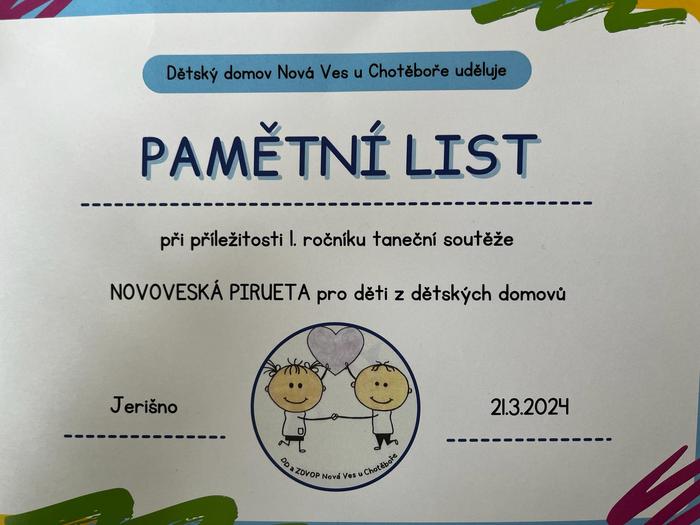 Dětský domov Nová Ves u Chotěboře uděluje
PAMĚTNÍ LIST
při příležitosti I. ročníku taneční soutěže
NOVOVESKÁ PIRUETA pro děti z dětských domovů
Jerišno
21.3.2024
DD a ZDVOP Nová Ves u Chotěboře